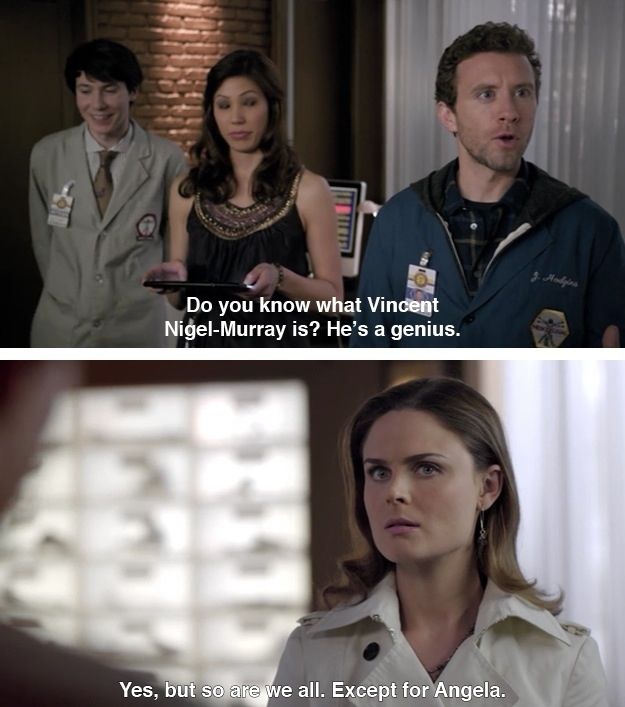 J. Hodgins
Do you know what Vincent
Nigel-Murray is? He's a genius.
Yes, but so are we all. Except for Angela.